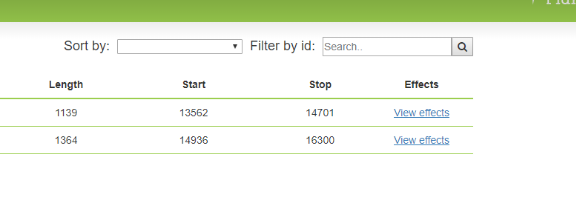 Sort by: Filter by id: Search..
Length Start Stop Effects
1139 13562 14701 View effects
1364 14936 16300 View effects